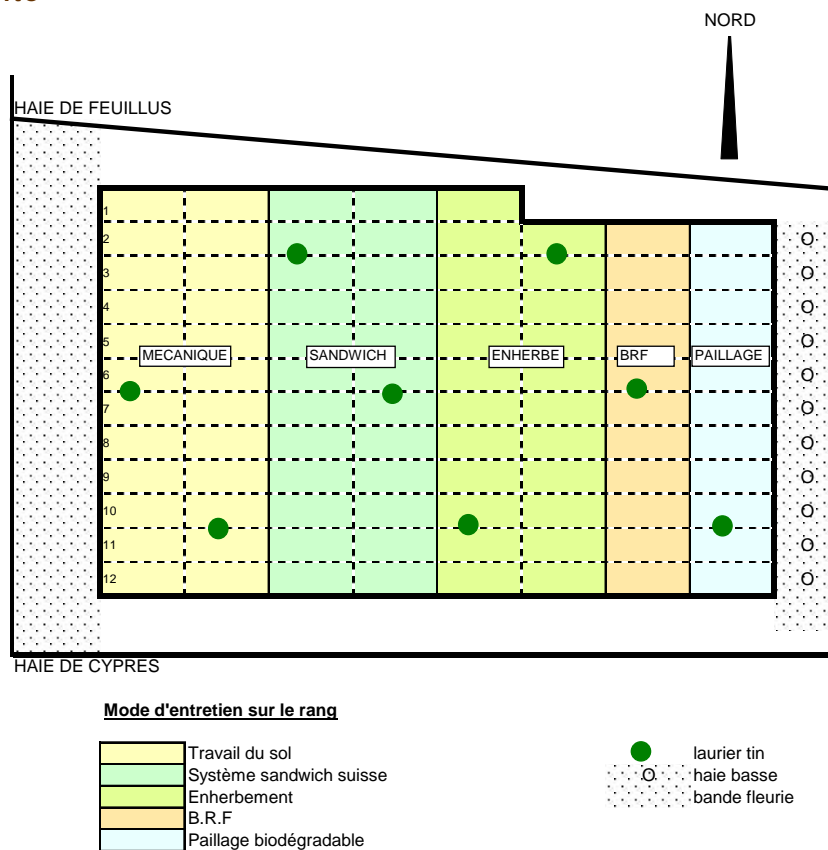 NORD
HAIE DE FEUILLUS
1
2
O
3
O
4
O
5
O
MECANIQUE
SANDWICH
ENHERBE
BRF
PAILLAGE
6
O
7
O
8
O
9
O
10
O
11
O
12
O
HAIE DE CYPRES
Mode d'entretien sur le rang
Travail du sol
Système sandwich suisse
Enherbement
B.R.F
Paillage biodégradable
laurier tin
O haie basse
bande fleurie